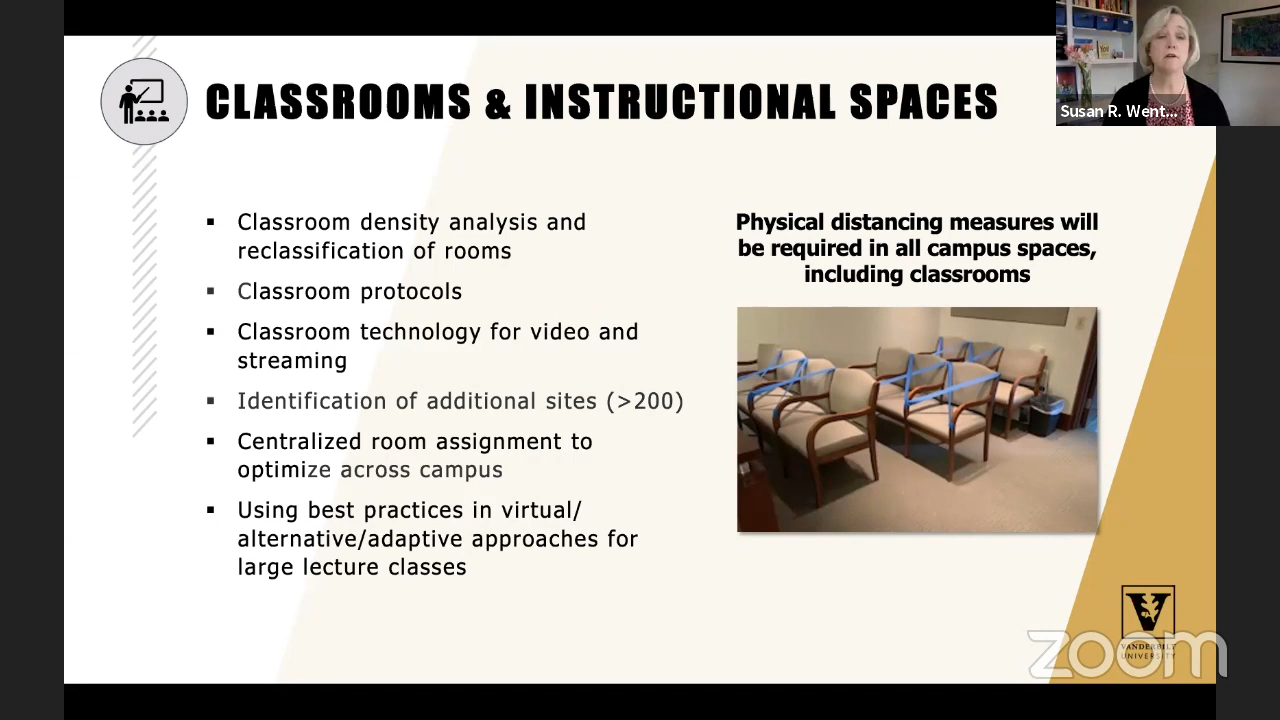 CLASSROOMS & INSTRUCTIONAL SPACES
Susan R. Went...
▪ Classroom density analysis and
reclassification of rooms
▪ Classroom protocols
▪ Classroom technology for video and
streaming
▪ Identification of additional sites (>200)
▪ Centralized room assignment to
optimize across campus
▪ Using best practices in virtual/
alternative/adaptive approaches for
large lecture classes
Physical distancing measures will
be required in all campus spaces,
including classrooms
V
VANDERBILT
UNIVERSITY
zoom